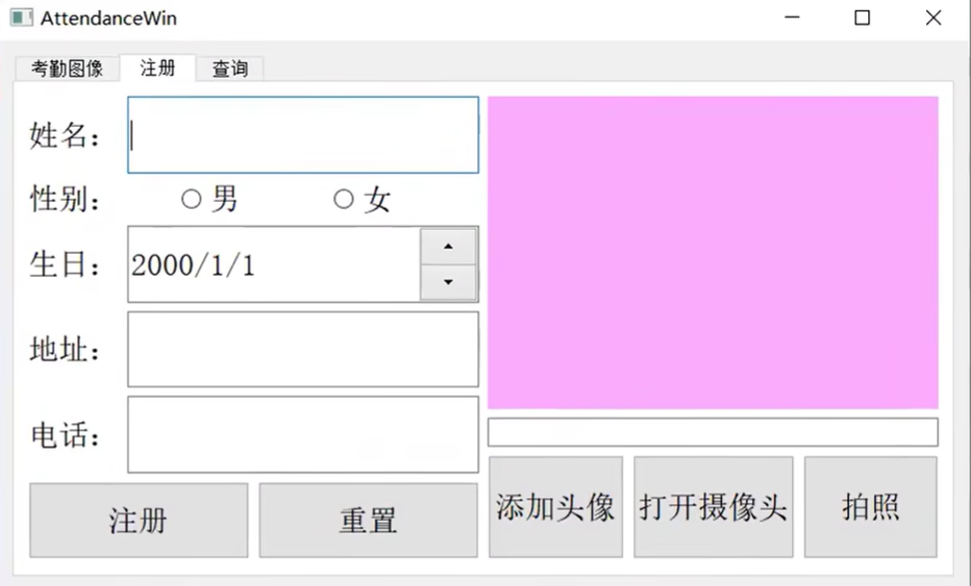 AttendanceWin
考勤图像 注册 查询
姓名：
性别： 男 女
生日： 2000/1/1
地址：
电话：
注册 重置 添加头像 打开摄像头 拍照